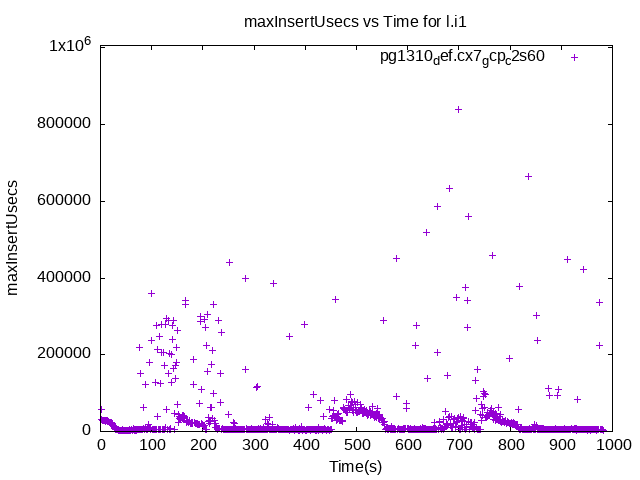 maxInsertUsecs vs Time for l.i1
1x10^6
pg1310_def.cx7_gcp_c2s60
800000
600000
400000
200000
0
maxInsertUsecs
0 100 200 300 400 500 600 700 800 900 1000
Time(s)